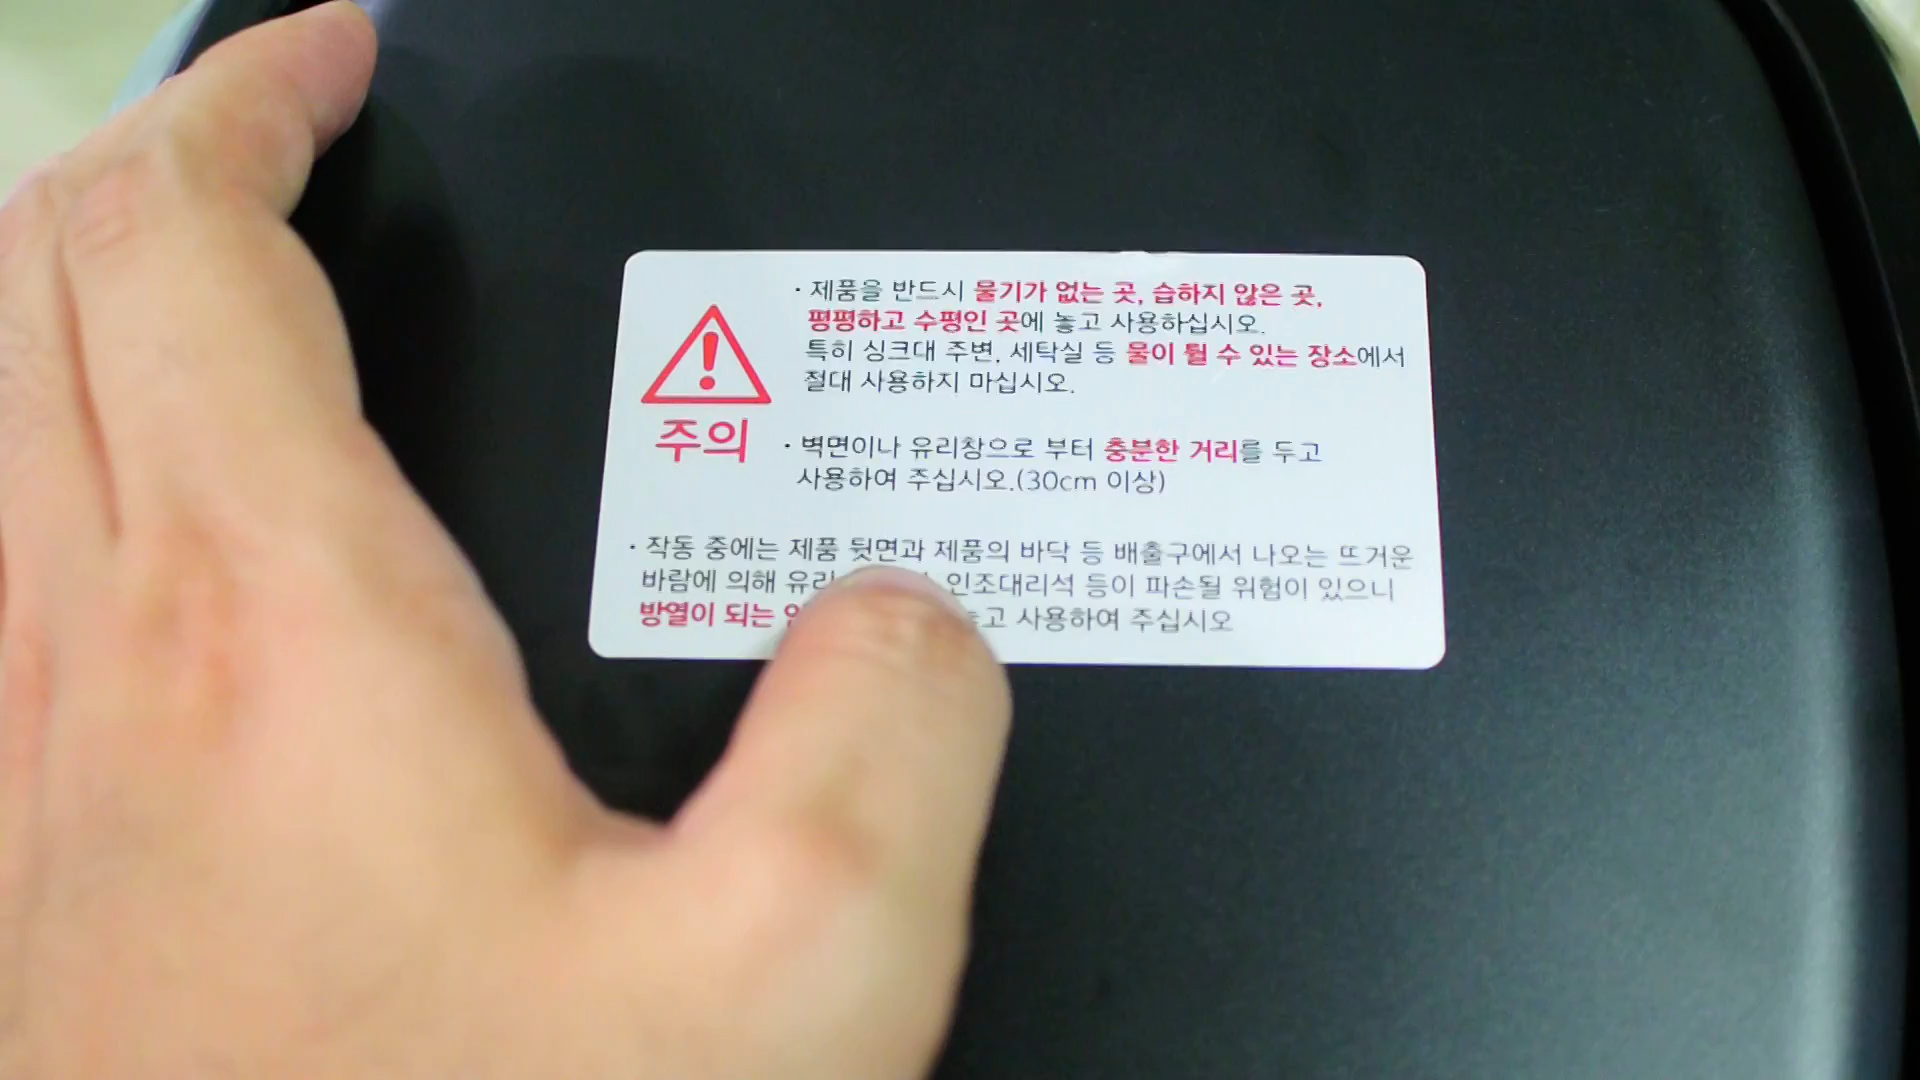 · 제품을 반드시 물기가 없는 곳, 습하지 않은 곳,
평평하고 수평인 곳에 놓고 사용하십시오.
특히 싱크대 주변, 세탁실 등 물이 튈 수 있는 장소에서
절대 사용하지 마십시오.
주의
· 벽면이나 유리창으로 부터 충분한 거리를 두고
사용하여 주십시오.(30cm 이상)
· 작동 중에는 제품 뒷면과 제품의 바닥 등 배출구에서 나오는 뜨거운
바람에 의해 인조대리석 등이 파손될 위험이 있으니
방열이 되는 사용하여 주십시오